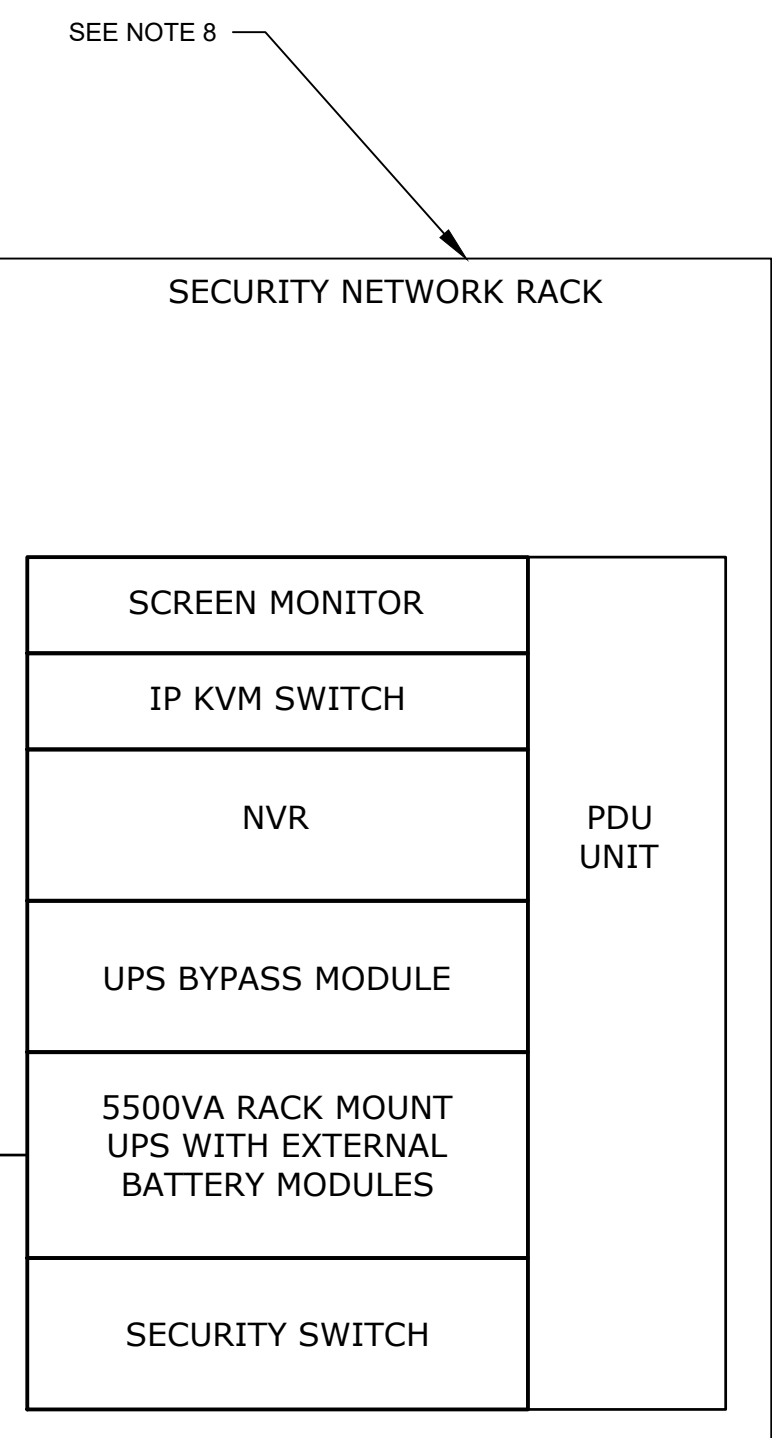 SEE NOTE 8
SECURITY NETWORK RACK
SCREEN MONITOR
IP KVM SWITCH
NVR
PDU
UNIT
UPS BYPASS MODULE
5500VA RACK MOUNT
UPS WITH EXTERNAL
BATTERY MODULES
SECURITY SWITCH